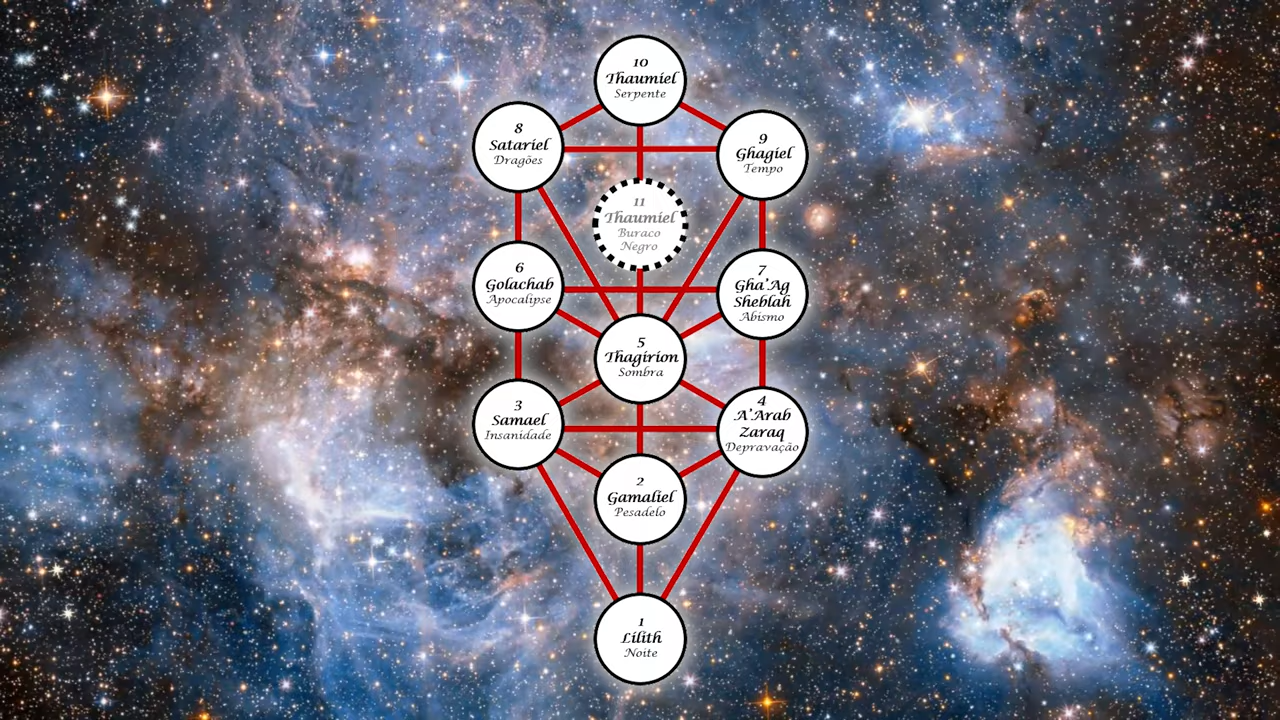 10
Thaumiel
Serpente
8
Satariel
Dragões
9
Ghagiel
Tempo
11
Thaumiel
Buraco
Negro
6
Golachab
Apocalipse
7
Gha'Ag
Sheblah
Abismo
5
Thagirion
Sombra
3
Samael
Insanidade
4
A'Arab
Zaraq
Depravação
2
Gamaliel
Pesadelo
1
Lilith
Noite